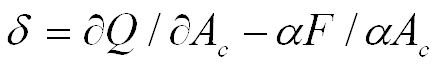 δ = ∂Q / ∂A_c − αF / αA_c